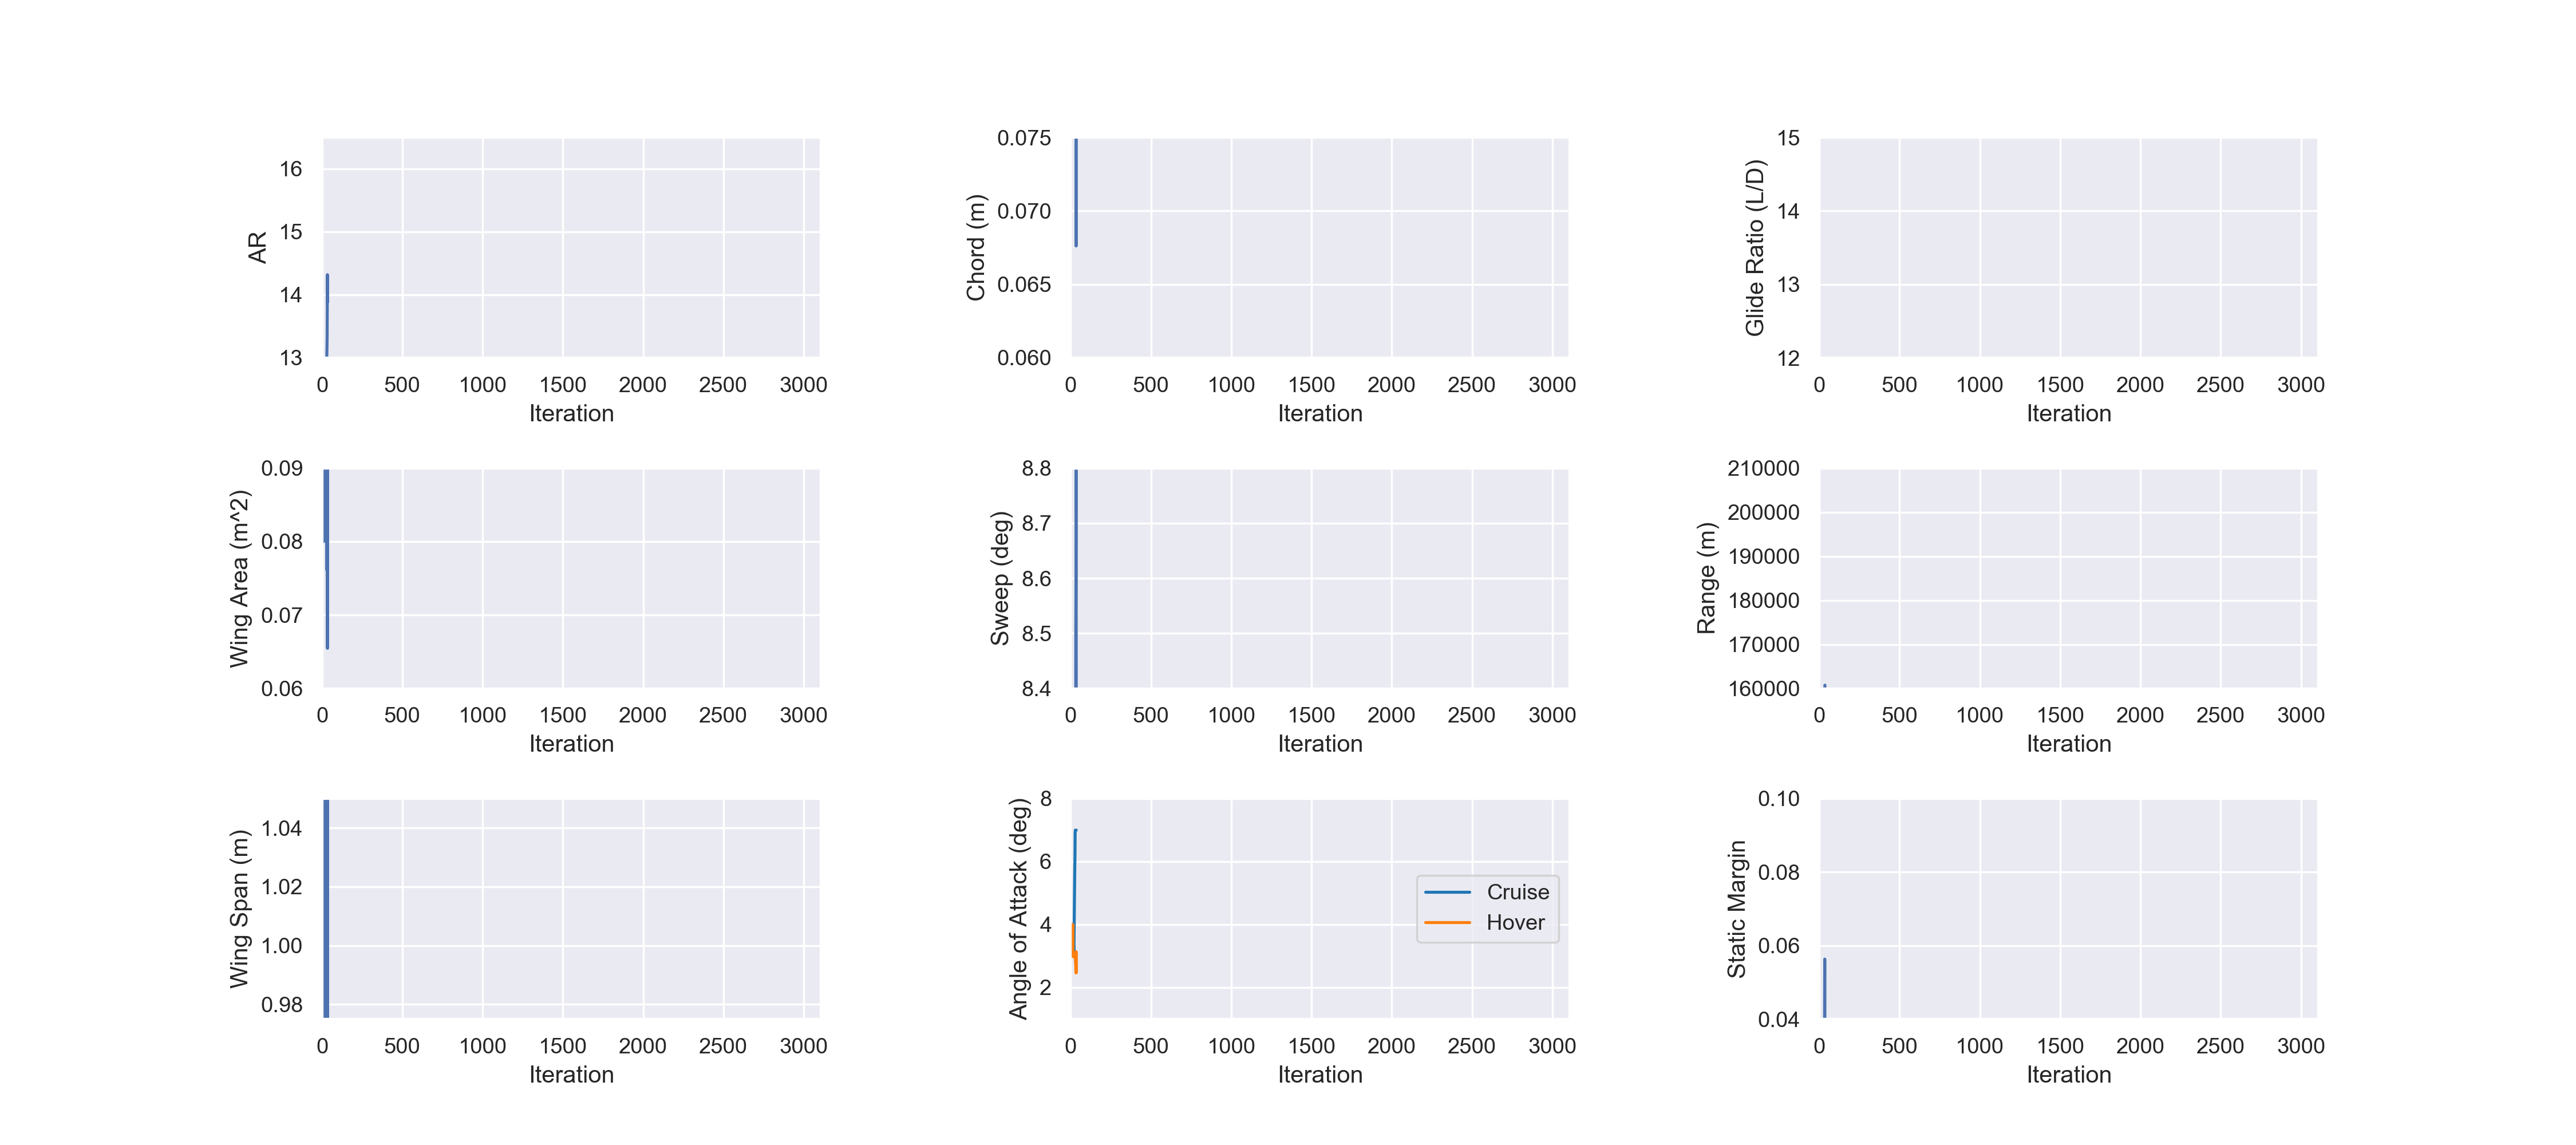 AR
16
15
14
13
0 500 1000 1500 2000 2500 3000
Iteration
Chord (m)
0.075
0.070
0.065
0.060
0 500 1000 1500 2000 2500 3000
Iteration
Glide Ratio (L/D)
15
14
13
12
0 500 1000 1500 2000 2500 3000
Iteration
Wing Area (m^2)
0.09
0.08
0.07
0.06
0 500 1000 1500 2000 2500 3000
Iteration
Sweep (deg)
8.8
8.7
8.6
8.5
8.4
0 500 1000 1500 2000 2500 3000
Iteration
Range (m)
210000
200000
190000
180000
170000
160000
0 500 1000 1500 2000 2500 3000
Iteration
Wing Span (m)
1.04
1.02
1.00
0.98
0 500 1000 1500 2000 2500 3000
Iteration
Angle of Attack (deg)
8
6
4
2
Cruise
Hover
0 500 1000 1500 2000 2500 3000
Iteration
Static Margin
0.10
0.08
0.06
0.04
0 500 1000 1500 2000 2500 3000
Iteration